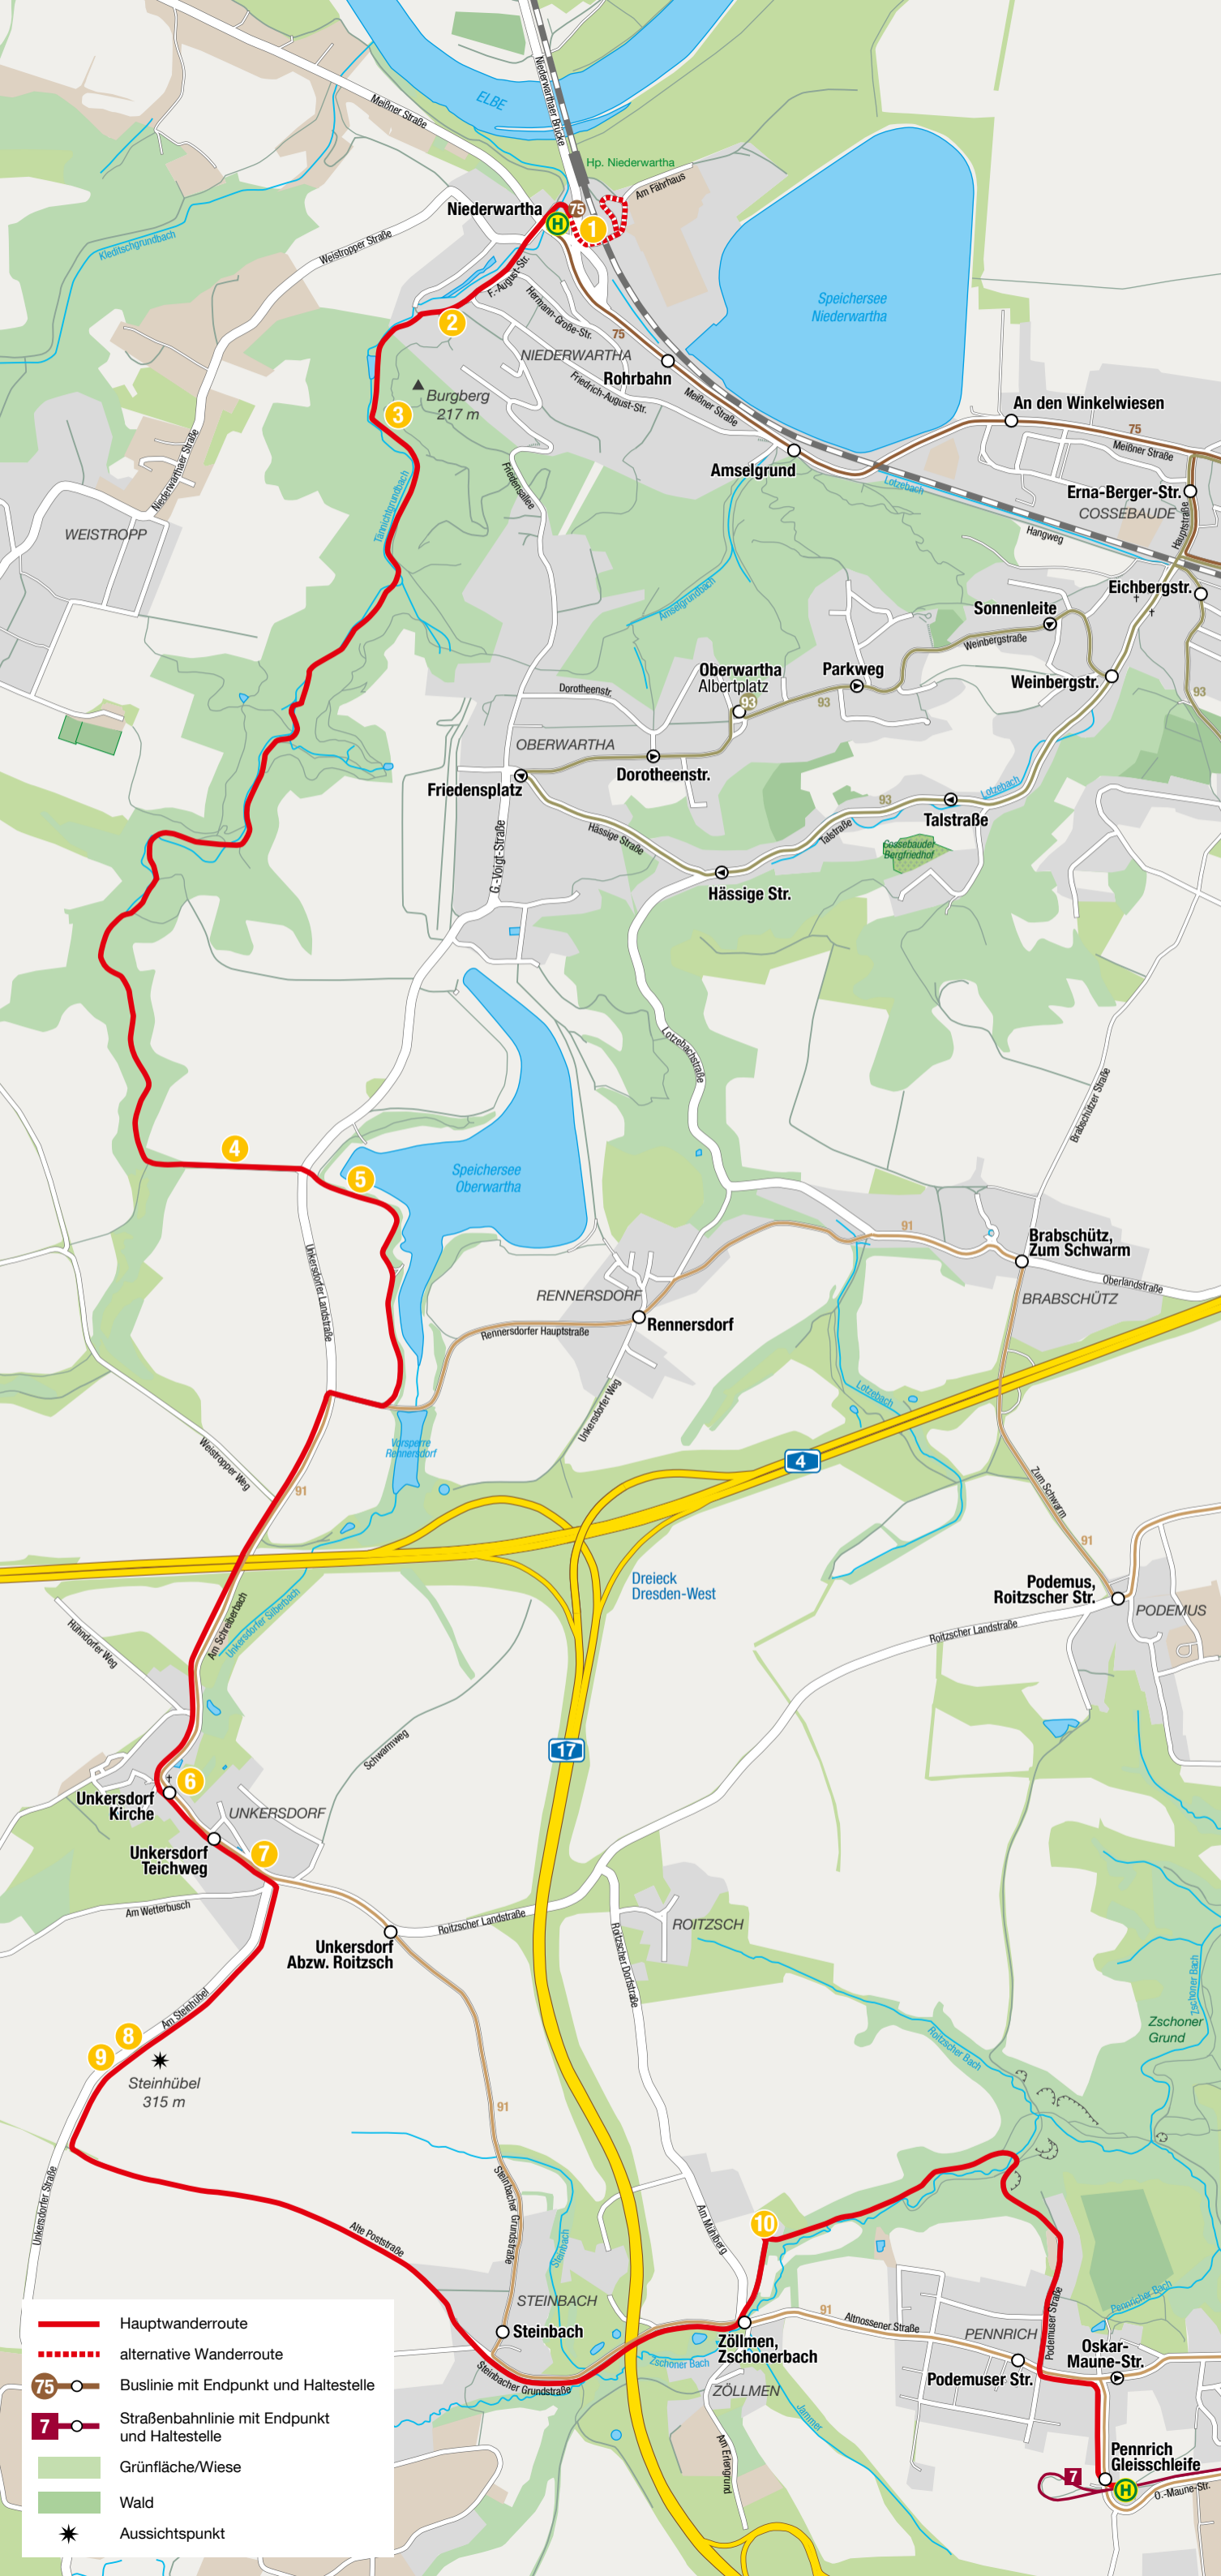 ELBE
Niederwarthaer Brücke
Meißner Straße
Hp. Niederwartha
Am Fährhaus
Niederwartha
75
H
1
Kleditschgrundbach
Weistropper Straße
F.-August-Str.
Hermann-Große-Str.
2
75
Speichersee
Niederwartha
NIEDERWARTHA
Rohrbahn
Burgberg
217 m
Friedrich-August-Str.
Meißner Straße
3
An den Winkelwiesen
75
Meißner Straße
Niederwarthaer Straße
Friedensallee
Amselgrund
Lotzebach
Erna-Berger-Str.
COSSEBAUDE
Hauptstraße
WEISTROPP
Tännichtgrundbach
Hangweg
Amselgrundbach
Eichbergstr.
Sonnenleite
Weinbergstraße
Oberwartha
Albertplatz
93
Parkweg
93
Weinbergstr.
93
Dorotheenstr.
OBERWARTHA
Dorotheenstr.
Friedensplatz
93
Lotzebach
Talstraße
Talstraße
Hässige Straße
Cossebauder
Bergfriedhof
G.-Voigt-Straße
Hässige Str.
Lotzebachstraße
Brabschützer Straße
4
5
Speichersee
Oberwartha
Unkersdorfer Landstraße
91
Brabschütz,
Zum Schwarm
Oberlandstraße
RENNERSDORF
BRABSCHÜTZ
Rennersdorf
Rennersdorfer Hauptstraße
Unkersdorfer Weg
Lotzebach
Vorsperre
Rennersdorf
Weistropper Weg
91
4
Zum Schwarm
91
Dreieck
Dresden-West
Podemus,
Roitzscher Str.
PODEMUS
Roitzscher Landstraße
Am Schreiberbach
Unkersdorfer Silberbach
Hühndorfer Weg
Schwarmweg
17
6
Unkersdorf
Kirche
UNKERSDORF
Unkersdorf
Teichweg
7
Am Wetterbusch
Roitzscher Landstraße
Unkersdorf
Abzw. Roitzsch
ROITZSCH
Roitzscher Dorfstraße
Am Steinhübel
8
9
Steinhübel
315 m
Zschoner Bach
Zschoner
Grund
Roitzscher Bach
91
Unkersdorfer Straße
Steinbacher Grundstraße
Am Mühlberg
10
Alte Poststraße
Steinbach
Podemuser Straße
Pennricher Bach
STEINBACH
Steinbach
91
Altnossener Straße
PENNRICH
Zöllmen,
Zschonerbach
Zschoner Bach
Oskar-
Maune-Str.
Podemuser Str.
Steinbacher Grundstraße
ZÖLLMEN
Jammer
Am Erlengrund
Pennrich
Gleisschleife
7
H
O.-Maune-Str.
Hauptwanderroute
alternative Wanderroute
75
Buslinie mit Endpunkt und Haltestelle
7
Straßenbahnlinie mit Endpunkt
und Haltestelle
Grünfläche/Wiese
Wald
Aussichtspunkt